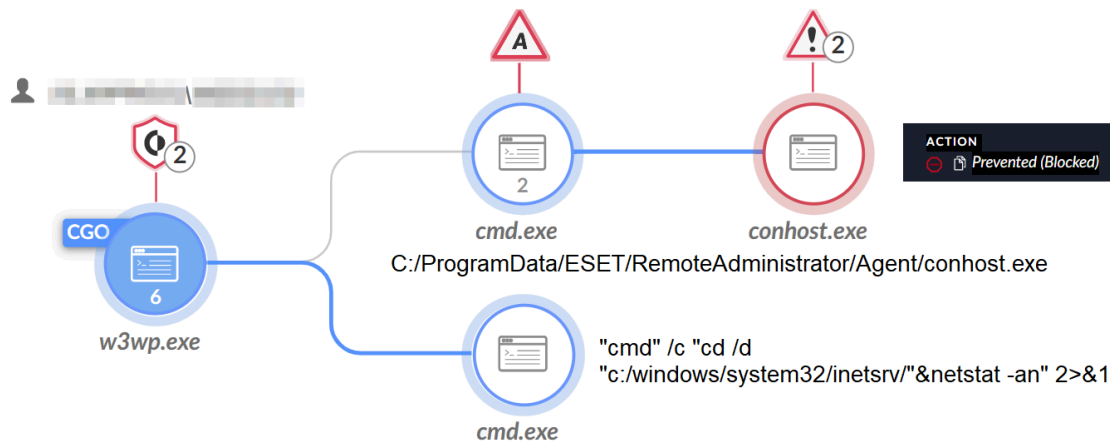 A
2
\
2
ACTION
Prevented (Blocked)
2
CGO
cmd.exe
conhost.exe
C:/ProgramData/ESET/RemoteAdministrator/Agent/conhost.exe
6
w3wp.exe
"cmd" /c "cd /d
"c:/windows/system32/inetsrv/"&netstat -an" 2>&1
cmd.exe